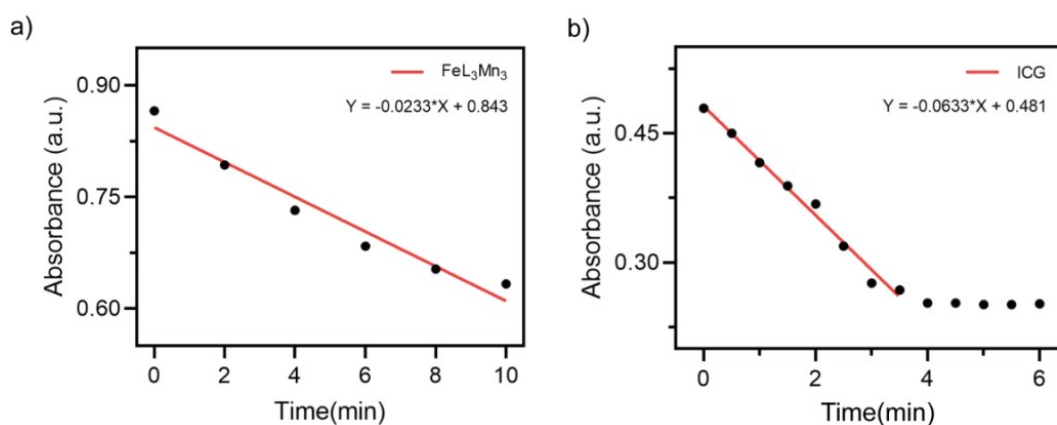 a)
FeL₃Mn₃
Y = -0.0233*X + 0.843
0.90
0.75
0.60
Absorbance (a.u.)
0 2 4 6 8 10
Time(min)
b)
ICG
Y = -0.0633*X + 0.481
0.45
0.30
Absorbance (a.u.)
0 2 4 6
Time(min)